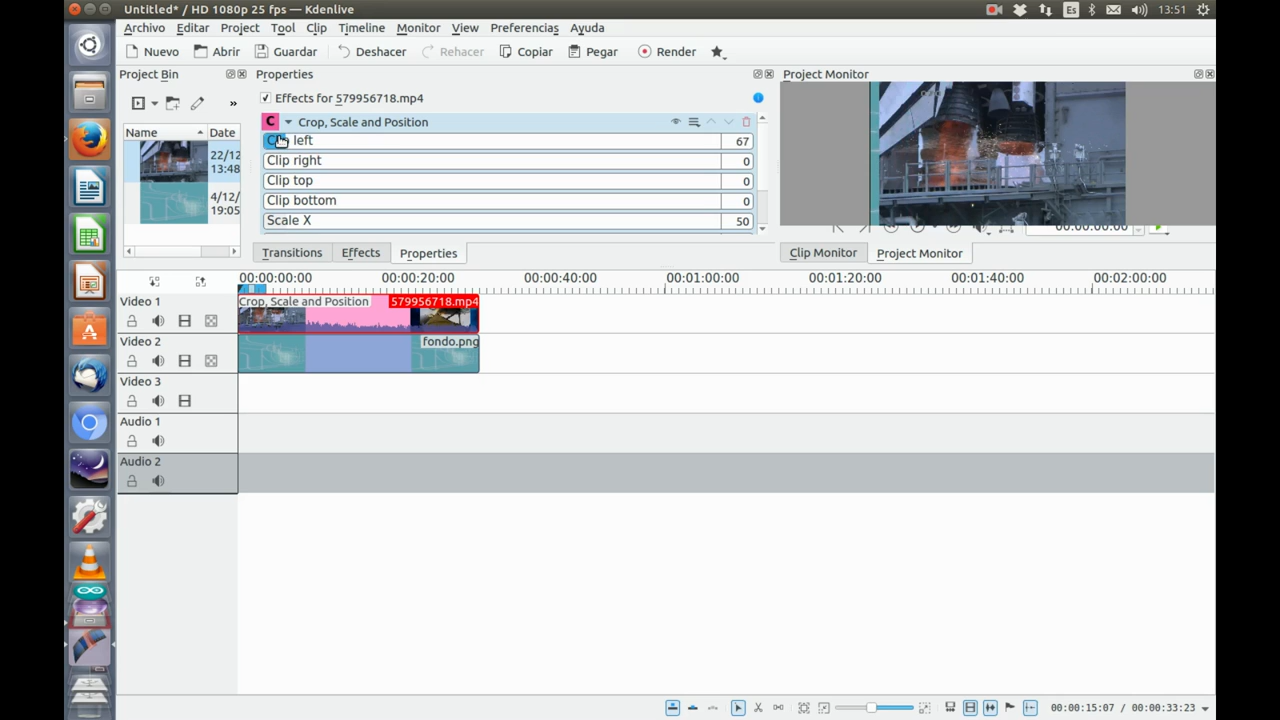 Untitled* / HD 1080p 25 fps — Kdenlive
Es
13:51
Archivo Editar Project Tool Clip Timeline Monitor View Preferencias Ayuda
Nuevo Abrir Guardar Deshacer Rehacer Copiar Pegar Render
Project Bin
Properties
Project Monitor
»
Effects for 579956718.mp4
C Crop, Scale and Position
Name Date
22/12
13:48
4/12/
19:05
left 67
Clip right 0
Clip top 0
Clip bottom 0
Scale X 50
00:00:00:00
Transitions Effects Properties
Clip Monitor Project Monitor
00:00:00:00 00:00:20:00 00:00:40:00 00:01:00:00 00:01:20:00 00:01:40:00 00:02:00:00
Video 1
Crop, Scale and Position 579956718.mp4
Video 2
fondo.png
Video 3
Audio 1
Audio 2
00:00:15:07 / 00:00:33:23